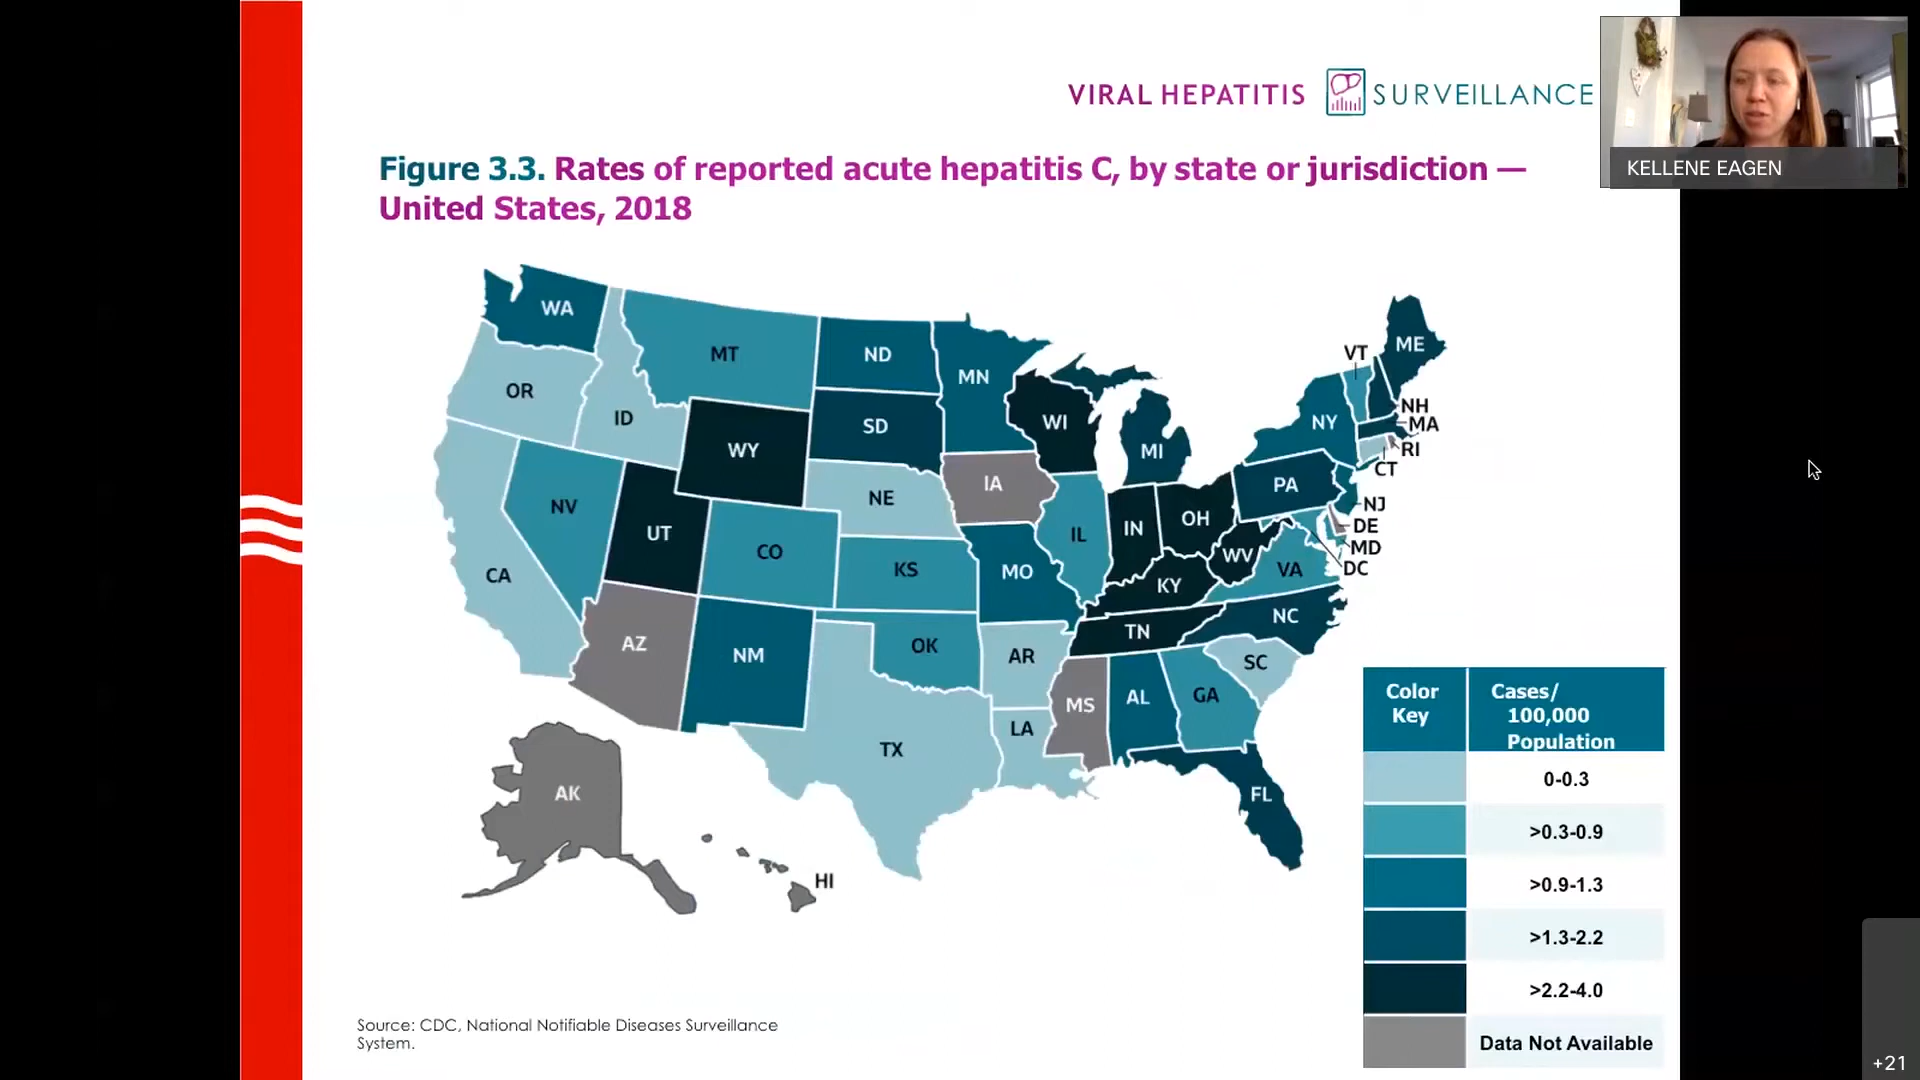 VIRAL HEPATITIS SURVEILLANCE
KELLENE EAGEN
Figure 3.3. Rates of reported acute hepatitis C, by state or jurisdiction —
United States, 2018
WA
MT
ND
MN
OR
ID
WY
SD
WI
MI
NY
VT
ME
NH
MA
RI
CT
NV
UT
CO
NE
IA
IL
IN
OH
PA
NJ
DE
MD
DC
CA
KS
MO
KY
WV
VA
AZ
NM
OK
AR
TN
NC
SC
TX
LA
MS
AL
GA
FL
AK
HI
Color
Key
Cases/
100,000
Population
0-0.3
>0.3-0.9
>0.9-1.3
>1.3-2.2
>2.2-4.0
Data Not Available
Source: CDC, National Notifiable Diseases Surveillance
System.
+21